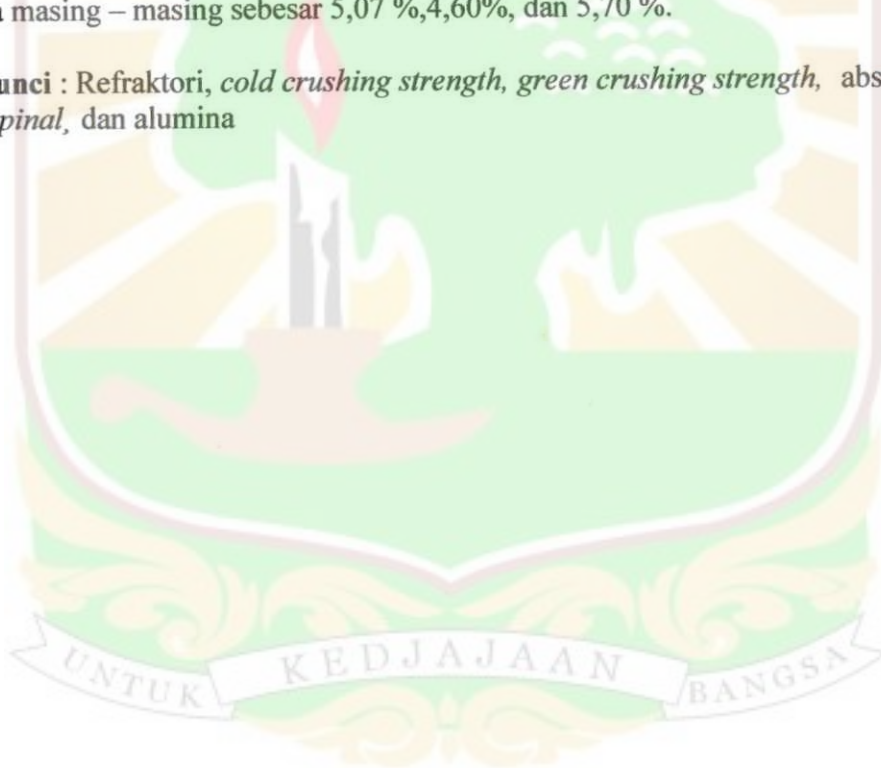 masing – masing sebesar 5,07 %,4,60%, dan 5,70 %.
unci : Refraktori, cold crushing strength, green crushing strength, abs
pinal, dan alumina
UNTUK KEDJAJAAN BANGSA